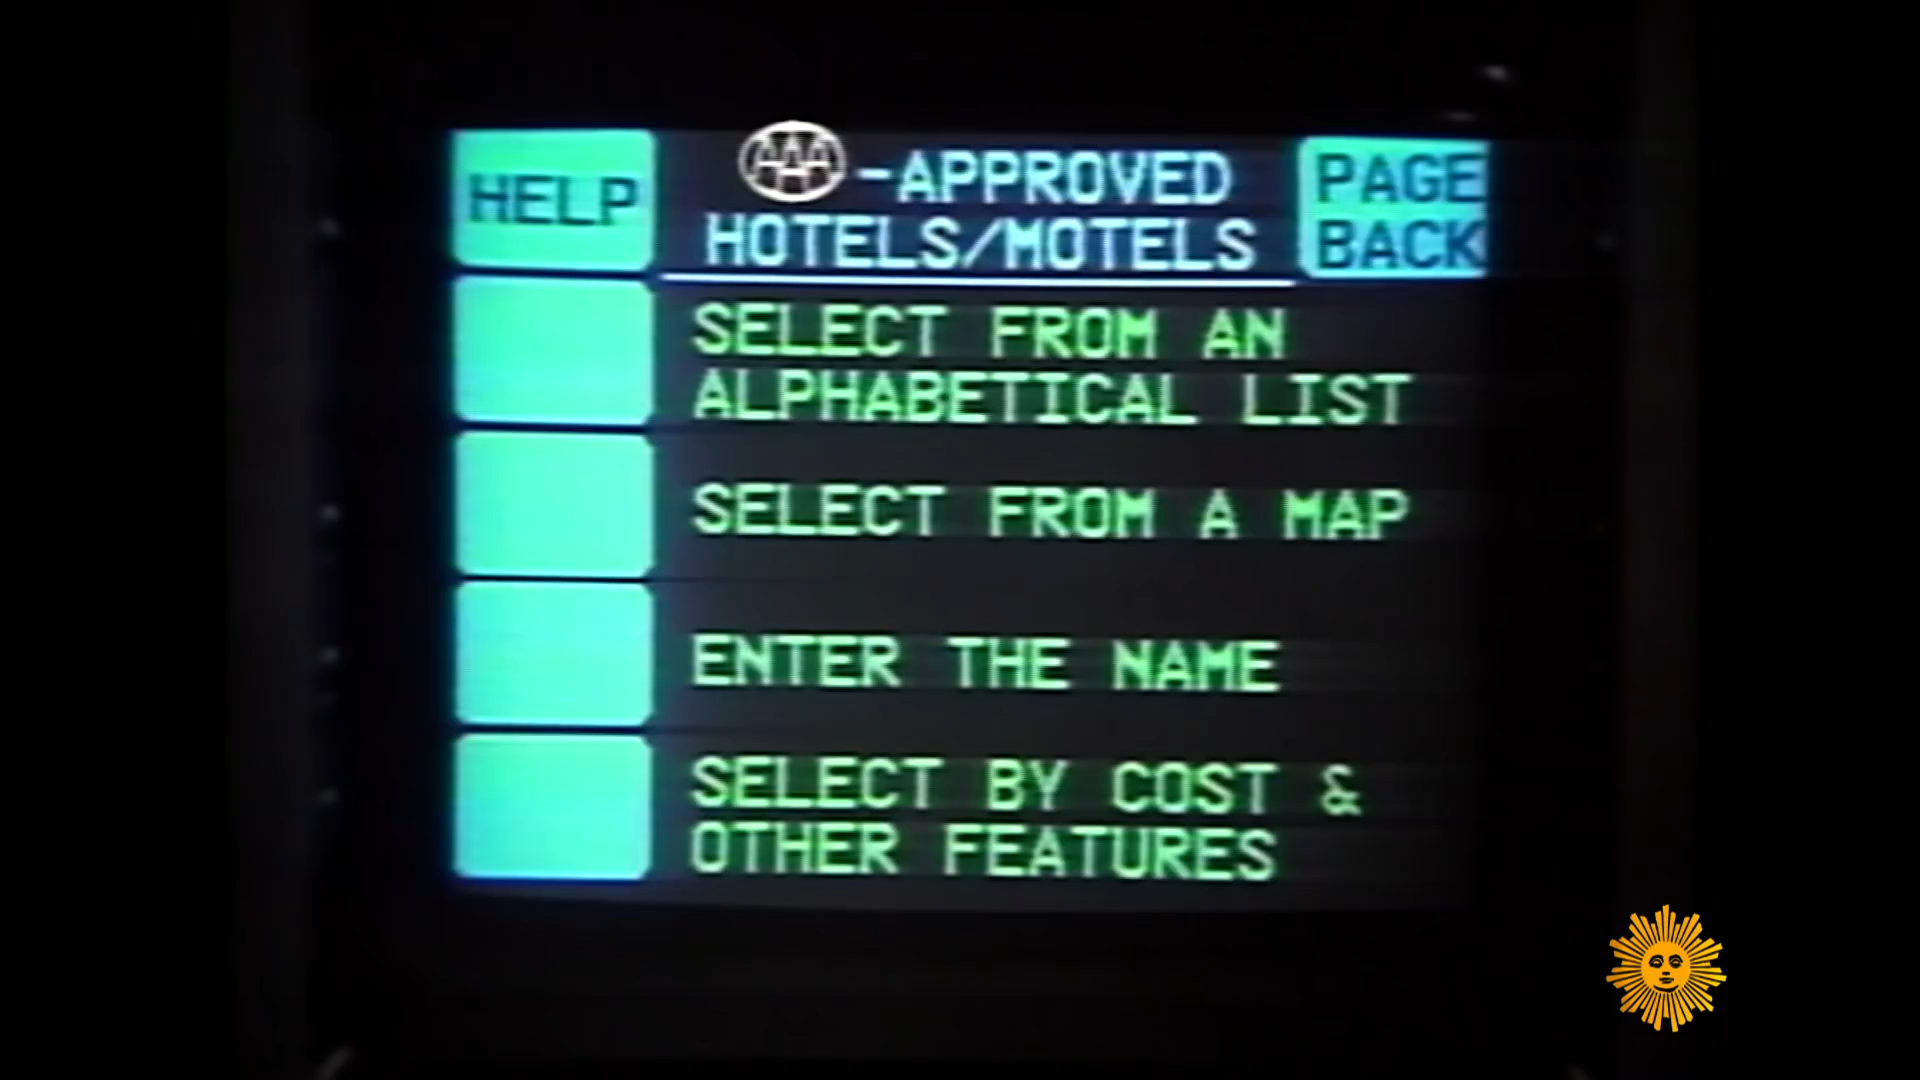 HELP
AAA-APPROVED
HOTELS/MOTELS
PAGE
BACK
SELECT FROM AN
ALPHABETICAL LIST
SELECT FROM A MAP
ENTER THE NAME
SELECT BY COST &
OTHER FEATURES